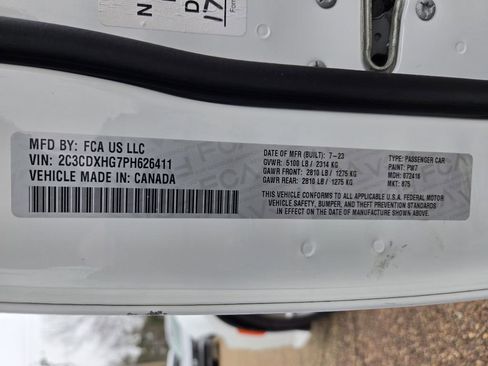 N
D
17
Form
MFD BY: FCA US LLC
VIN: 2C3CDXHG7PH626411
VEHICLE MADE IN: CANADA
DATE OF MFR (BUILT): 7-23
GVWR: 5100 LB / 2314 KG
GAWR FRONT: 2810 LB / 1275 KG
GAWR REAR: 2810 LB / 1275 KG
TYPE: PASSENGER CAR
PAINT: PW7
MDH: 072416
MKT: 875
THIS VEHICLE CONFORMS TO ALL APPLICABLE U.S.A. FEDERAL MOTOR
VEHICLE SAFETY, BUMPER, AND THEFT PREVENTION STANDARDS
IN EFFECT ON THE DATE OF MANUFACTURE SHOWN ABOVE.